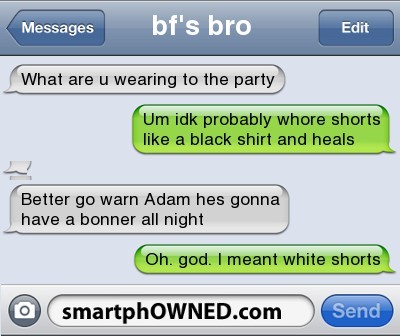 Messages
bf's bro
Edit
What are u wearing to the party
Um idk probably whore shorts
like a black shirt and heals
Better go warn Adam hes gonna
have a bonner all night
Oh. god. I meant white shorts
smartphOWNED.com
Send